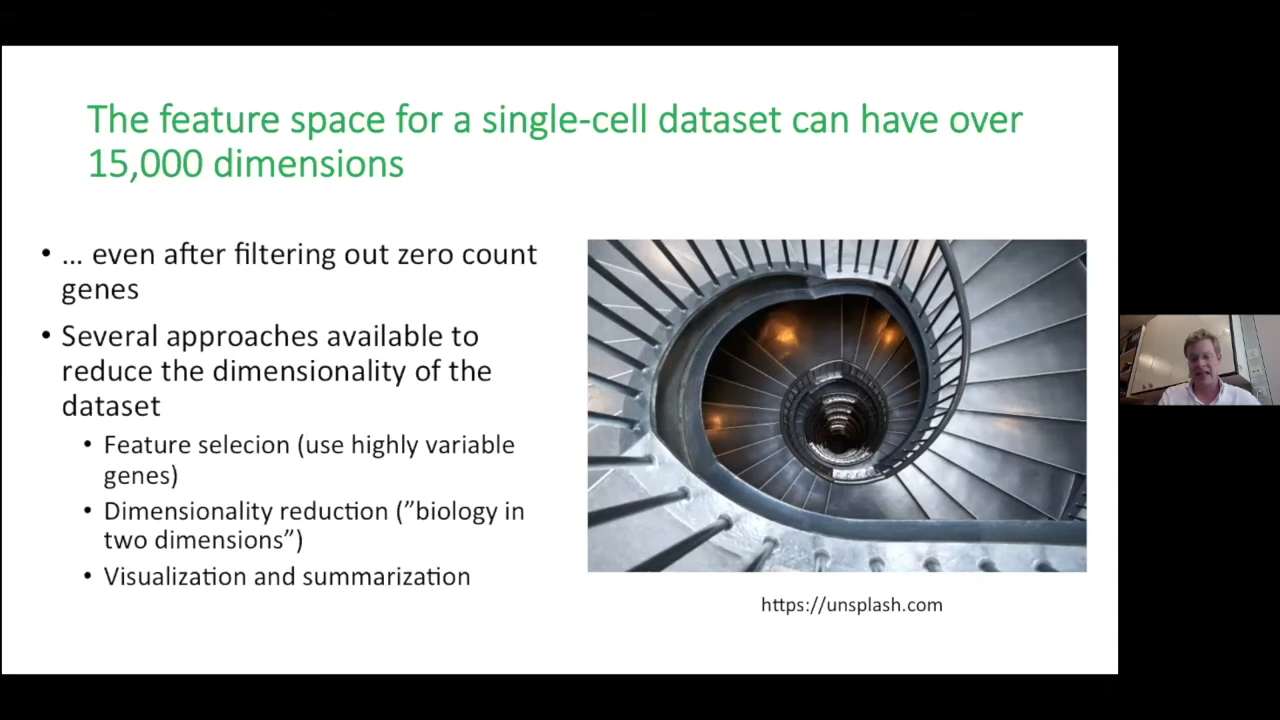 The feature space for a single-cell dataset can have over
15,000 dimensions
• … even after filtering out zero count
genes
• Several approaches available to
reduce the dimensionality of the
dataset
• Feature selecion (use highly variable
genes)
• Dimensionality reduction (”biology in
two dimensions”)
• Visualization and summarization
https://unsplash.com